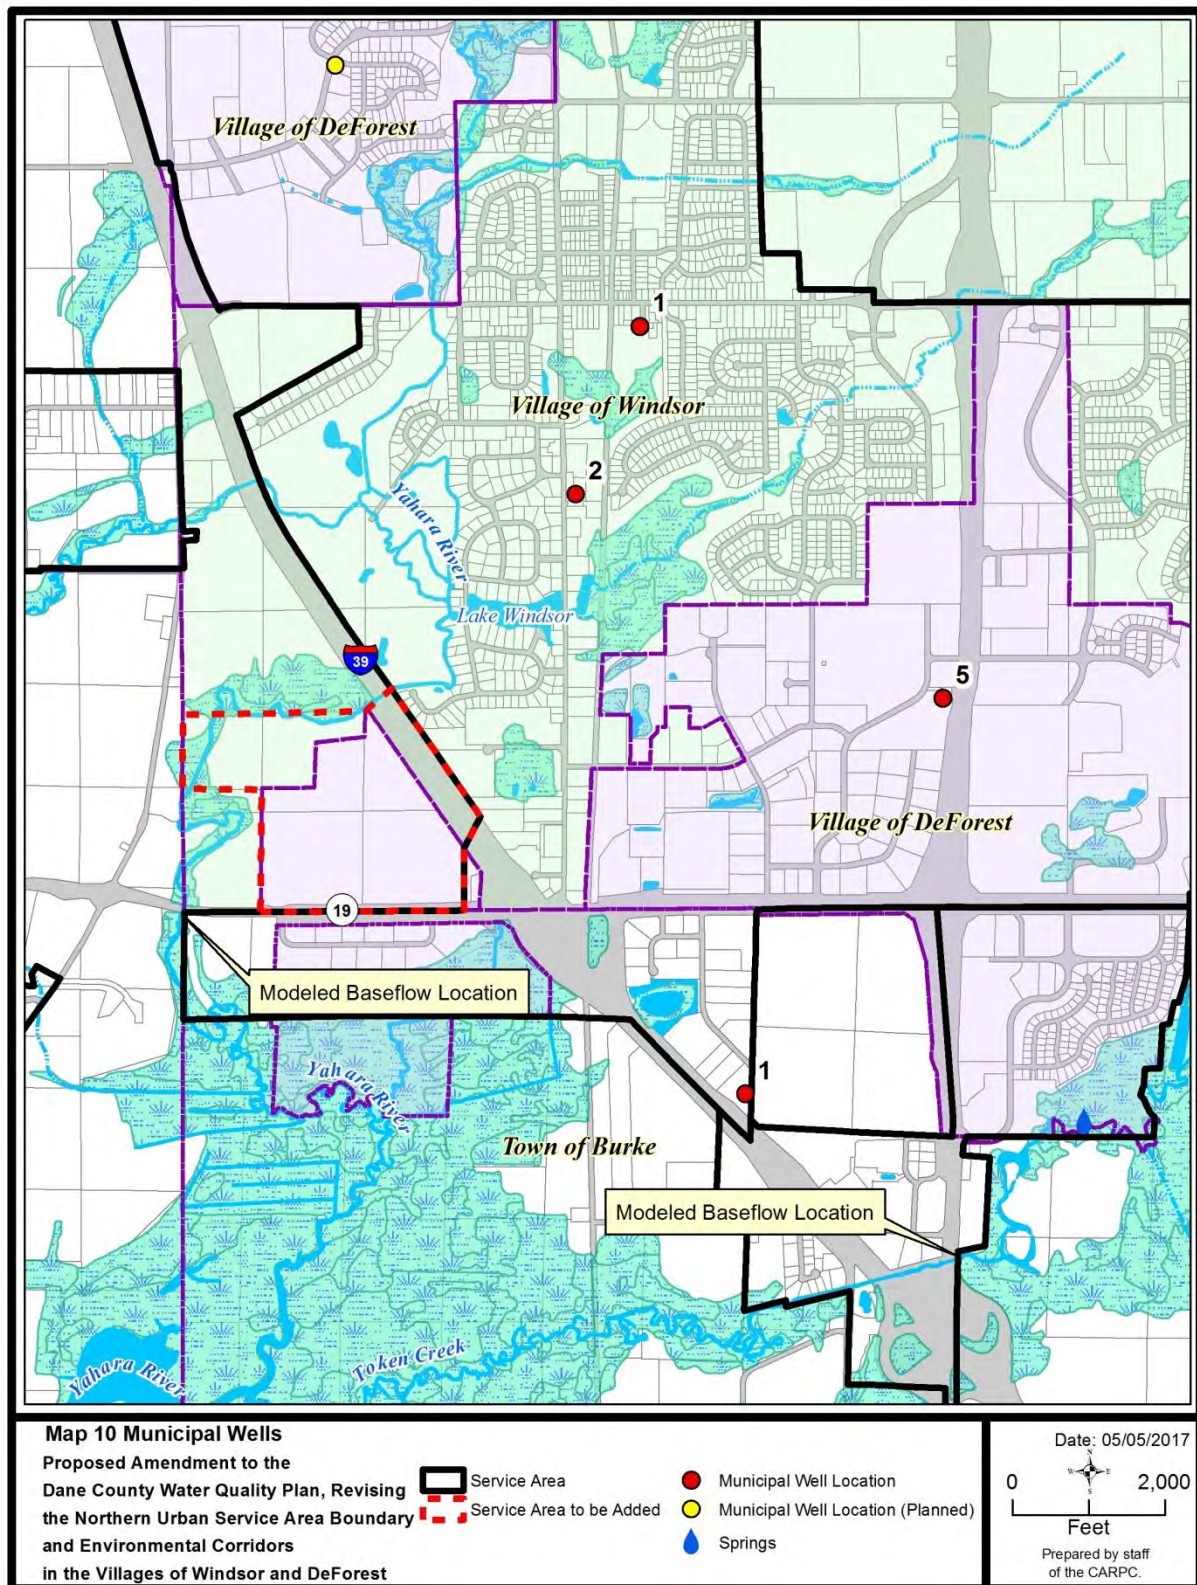 Village of DeForest
1
Village of Windsor
2
Yahara River
Lake Windsor
39
5
Village of DeForest
19
Modeled Baseflow Location
Yahara River
1
Town of Burke
Modeled Baseflow Location
Token Creek
Yahara River
Map 10 Municipal Wells
Proposed Amendment to the
Dane County Water Quality Plan, Revising
the Northern Urban Service Area Boundary
and Environmental Corridors
in the Villages of Windsor and DeForest
Service Area
Service Area to be Added
Municipal Well Location
Municipal Well Location (Planned)
Springs
Date: 05/05/2017
N
W E
S
0 2,000
Feet
Prepared by staff
of the CARPC.